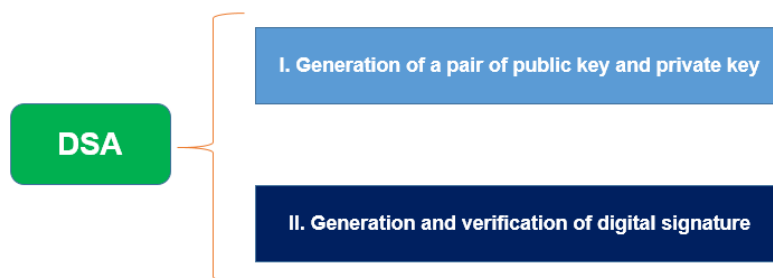 I. Generation of a pair of public key and private key
DSA
II. Generation and verification of digital signature